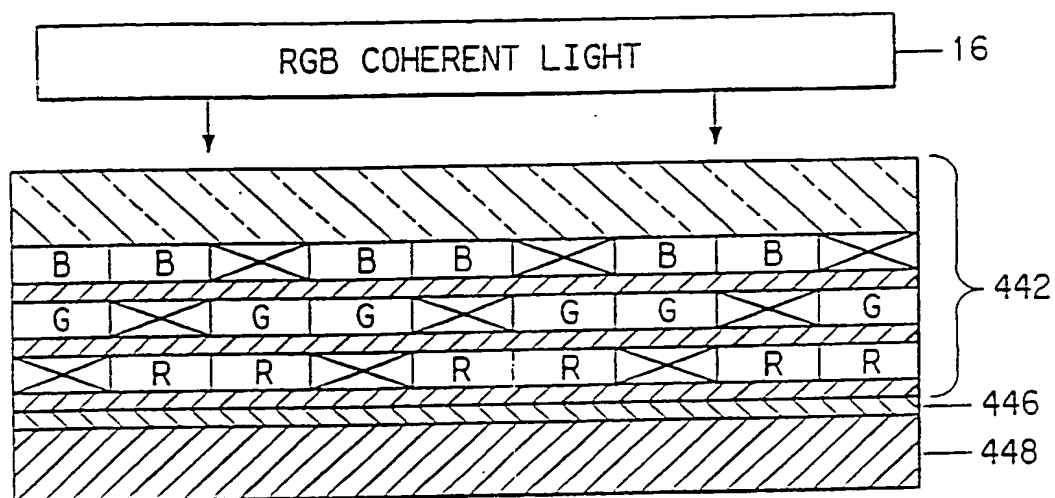 RGB COHERENT LIGHT 16
B B B B B B
G G G G G G 442
R R R R R R
446
448